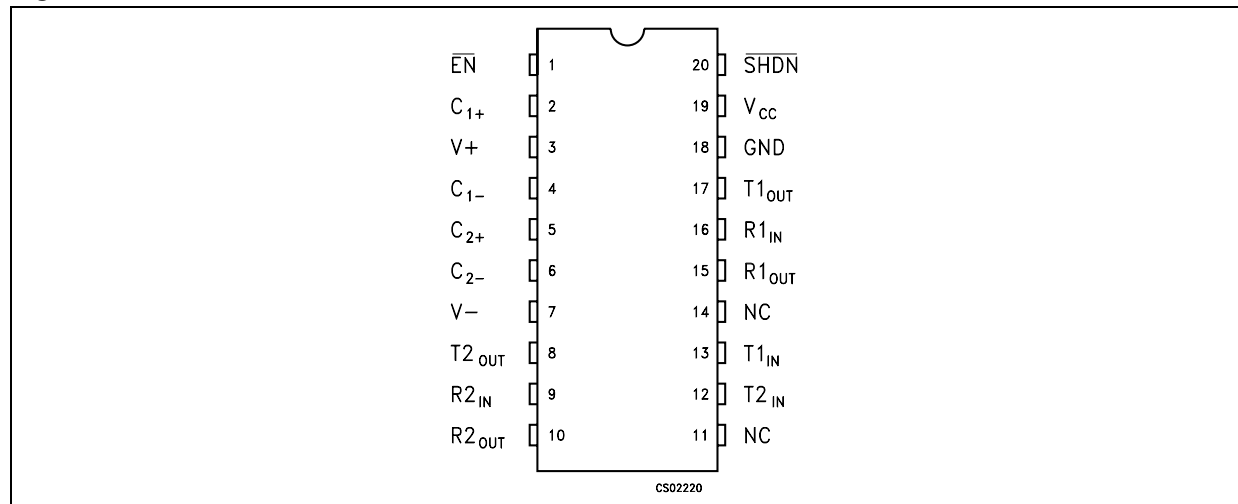 EN 1 20 SHDN
C1+ 2 19 VCC
V+ 3 18 GND
C1– 4 17 T1OUT
C2+ 5 16 R1IN
C2– 6 15 R1OUT
V– 7 14 NC
T2OUT 8 13 T1IN
R2IN 9 12 T2IN
R2OUT 10 11 NC
CS02220